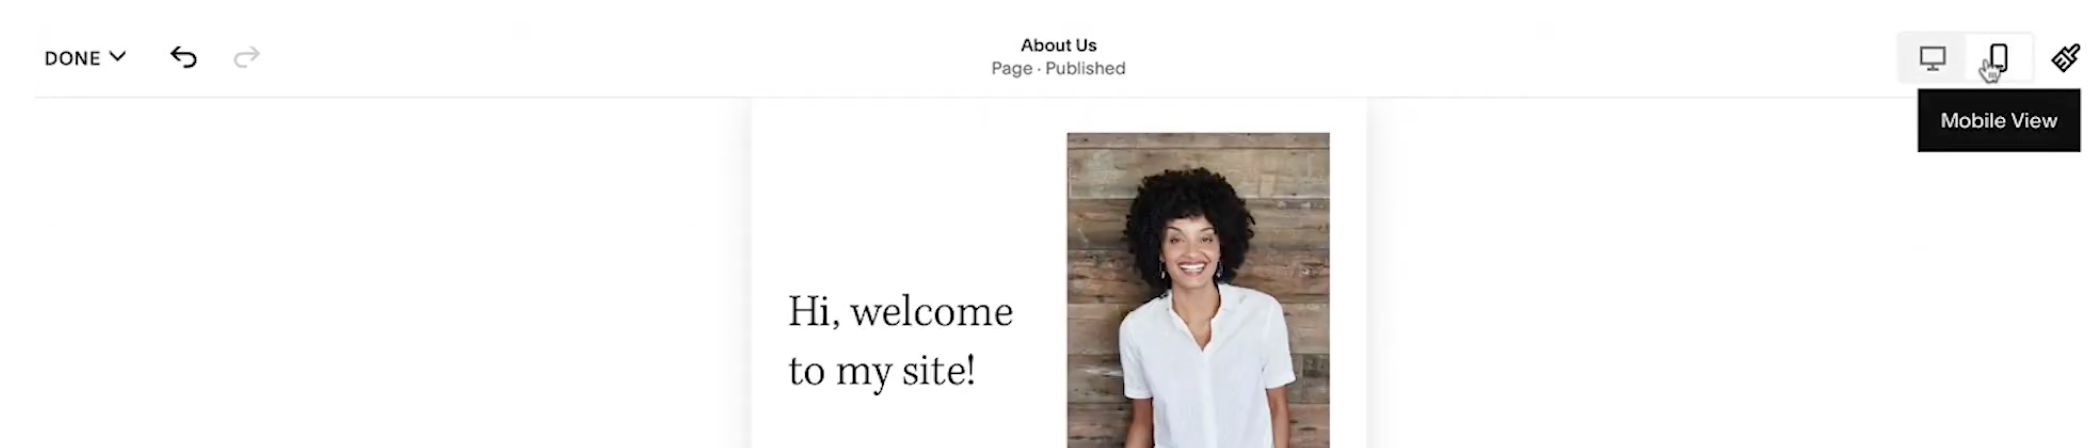 DONE
About Us
Page · Published
Mobile View
Hi, welcome
to my site!